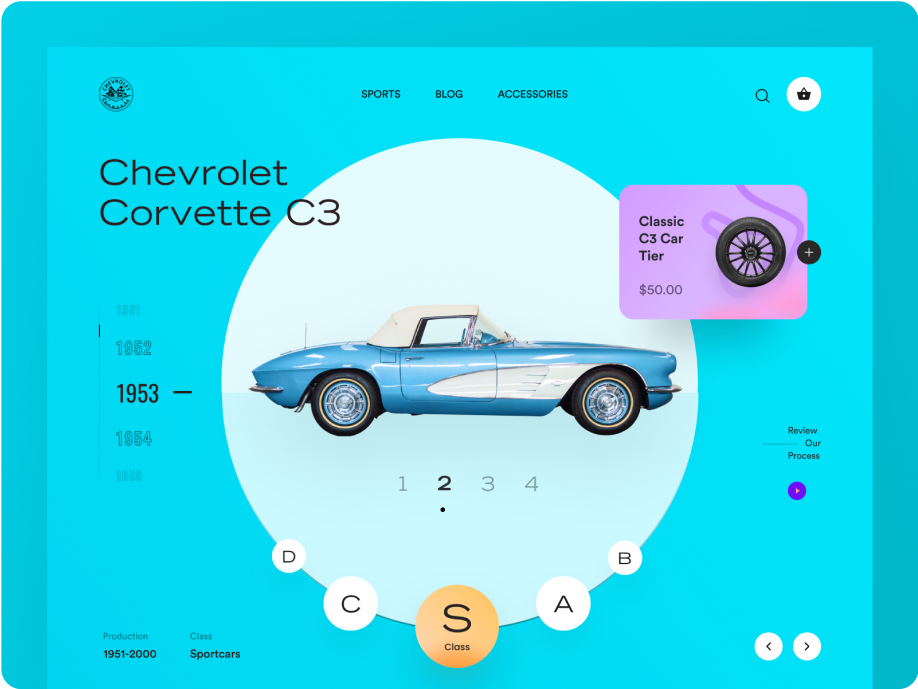 CHEVROLET
SPORTS
BLOG
ACCESSORIES
Chevrolet
Corvette C3
Classic
C3 Car
Tier
$50.00
1951
1952
1953
1954
1955
Review
Our
Process
1
2
3
4
D
C
S
Class
A
B
Production
1951-2000
Class
Sportcars